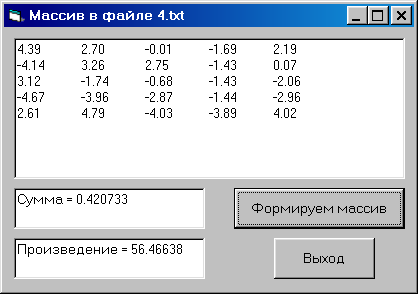 Массив в файле 4.txt
4.39 2.70 -0.01 -1.69 2.19
-4.14 3.26 2.75 -1.43 0.07
3.12 -1.74 -0.68 -1.43 -2.06
-4.67 -3.96 -2.87 -1.44 -2.96
2.61 4.79 -4.03 -3.89 4.02
Сумма = 0.420733
Формируем массив
Произведение = 56.46638
Выход